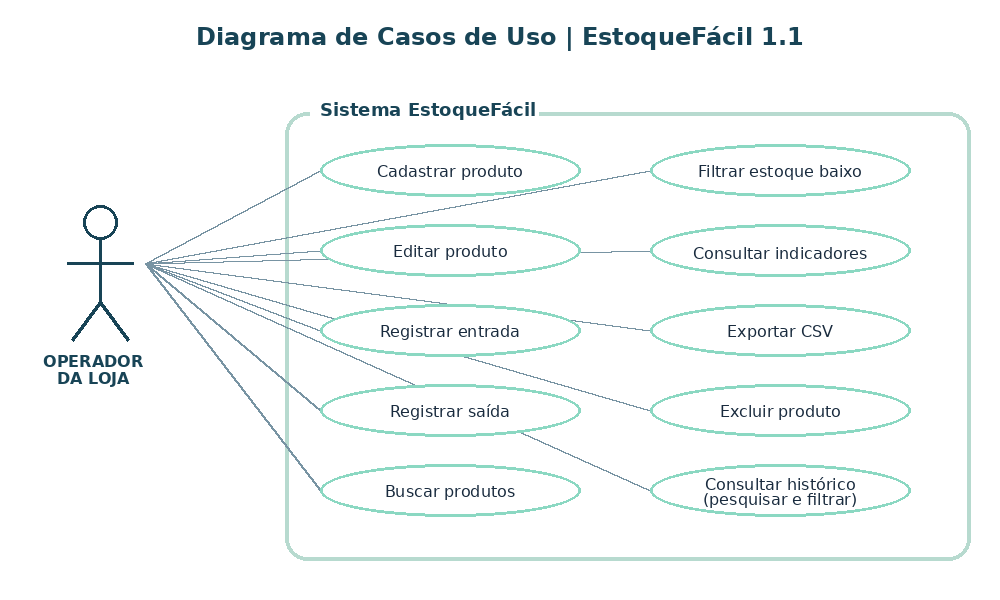 Diagrama de Casos de Uso | EstoqueFácil 1.1
Sistema EstoqueFácil
Cadastrar produto
Filtrar estoque baixo
Editar produto
Consultar indicadores
Registrar entrada
Exportar CSV
OPERADOR
DA LOJA
Registrar saída
Excluir produto
Buscar produtos
Consultar histórico
(pesquisar e filtrar)